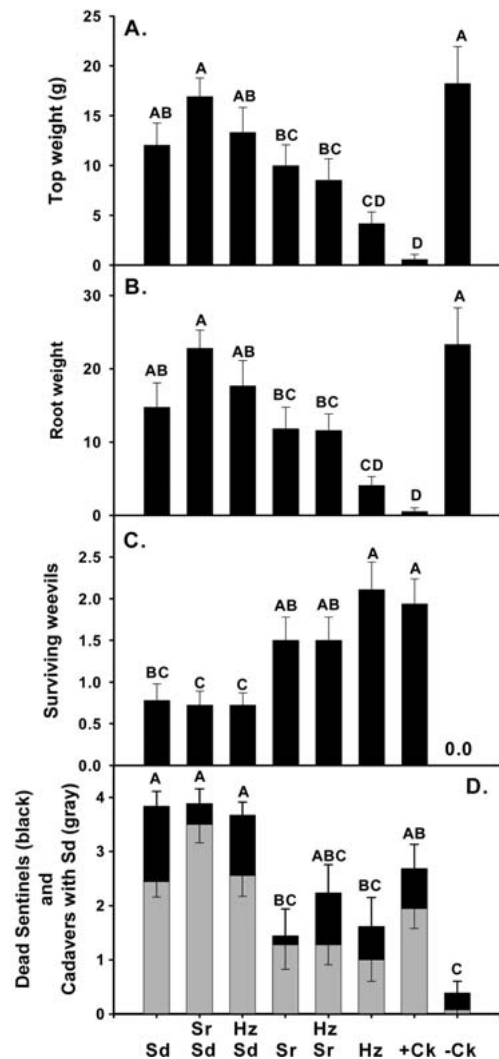 A.
Top weight (g)
25
20
15
10
5
0
AB
A
AB
BC
BC
CD
D
A
B.
Root weight
30
20
10
0
AB
A
AB
BC
BC
CD
D
A
C.
Surviving weevils
2.5
2.0
1.5
1.0
0.5
0.0
BC
C
C
AB
AB
A
A
0.0
D.
Dead Sentinels (black)
and
Cadavers with Sd (gray)
4
3
2
1
0
A
A
A
BC
ABC
BC
AB
C
Sr Hz Hz
Sd Sd Sd Sr Sr Hz +Ck -Ck